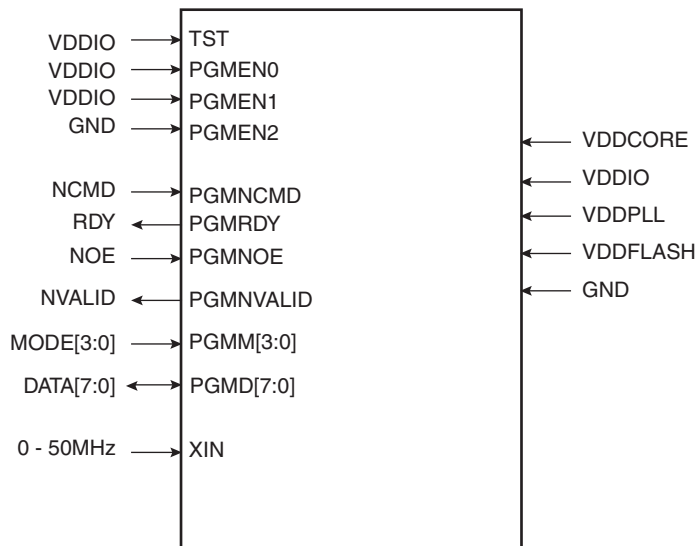 VDDIO TST
VDDIO PGMEN0
VDDIO PGMEN1
GND PGMEN2
VDDCORE
VDDIO
NCMD PGMNCMD
RDY PGMRDY
VDDPLL
NOE PGMNOE
VDDFLASH
NVALID PGMNVALID
GND
MODE[3:0] PGMM[3:0]
DATA[7:0] PGMD[7:0]
0 - 50MHz XIN